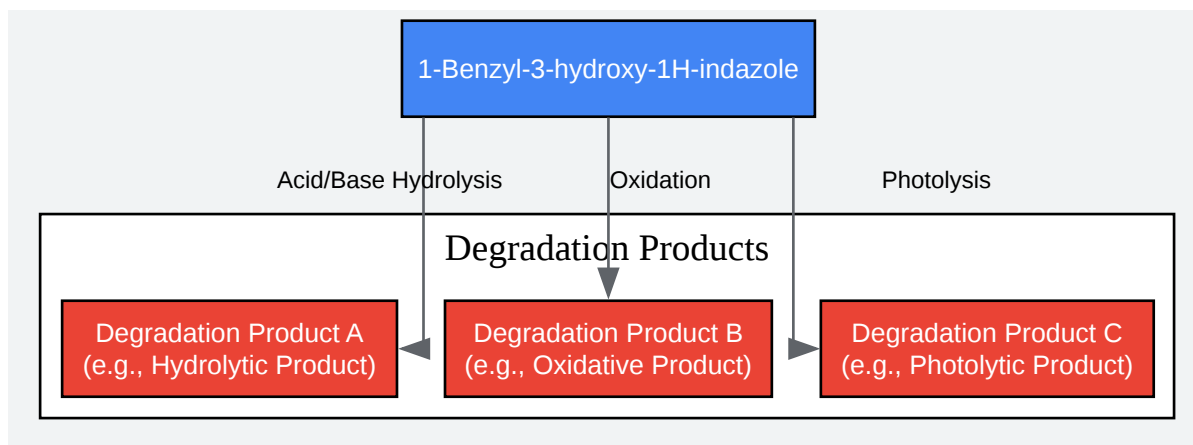 1-Benzyl-3-hydroxy-1H-indazole
Acid/Base Hydrolysis
Oxidation
Photolysis
Degradation Products
Degradation Product A
(e.g., Hydrolytic Product)
Degradation Product B
(e.g., Oxidative Product)
Degradation Product C
(e.g., Photolytic Product)